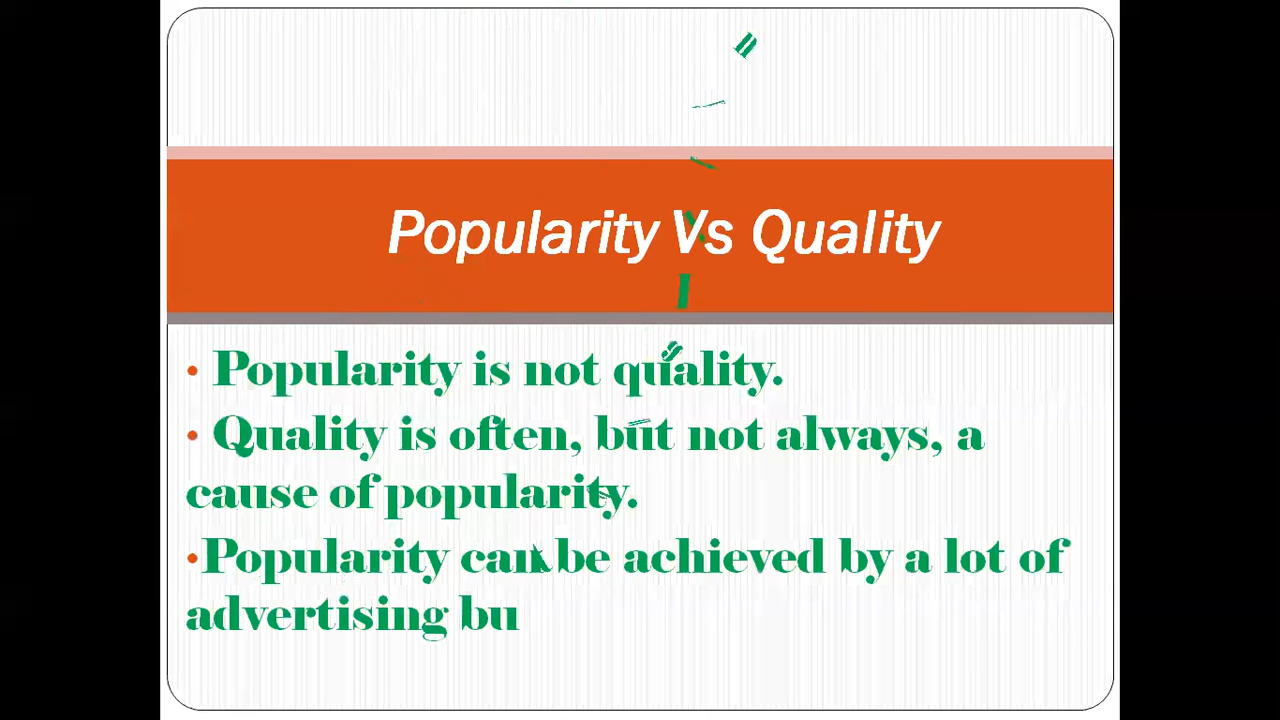 Popularity Vs Quality
• Popularity is not quality.
• Quality is often, but not always, a
cause of popularity.
•Popularity can be achieved by a lot of
advertising bu